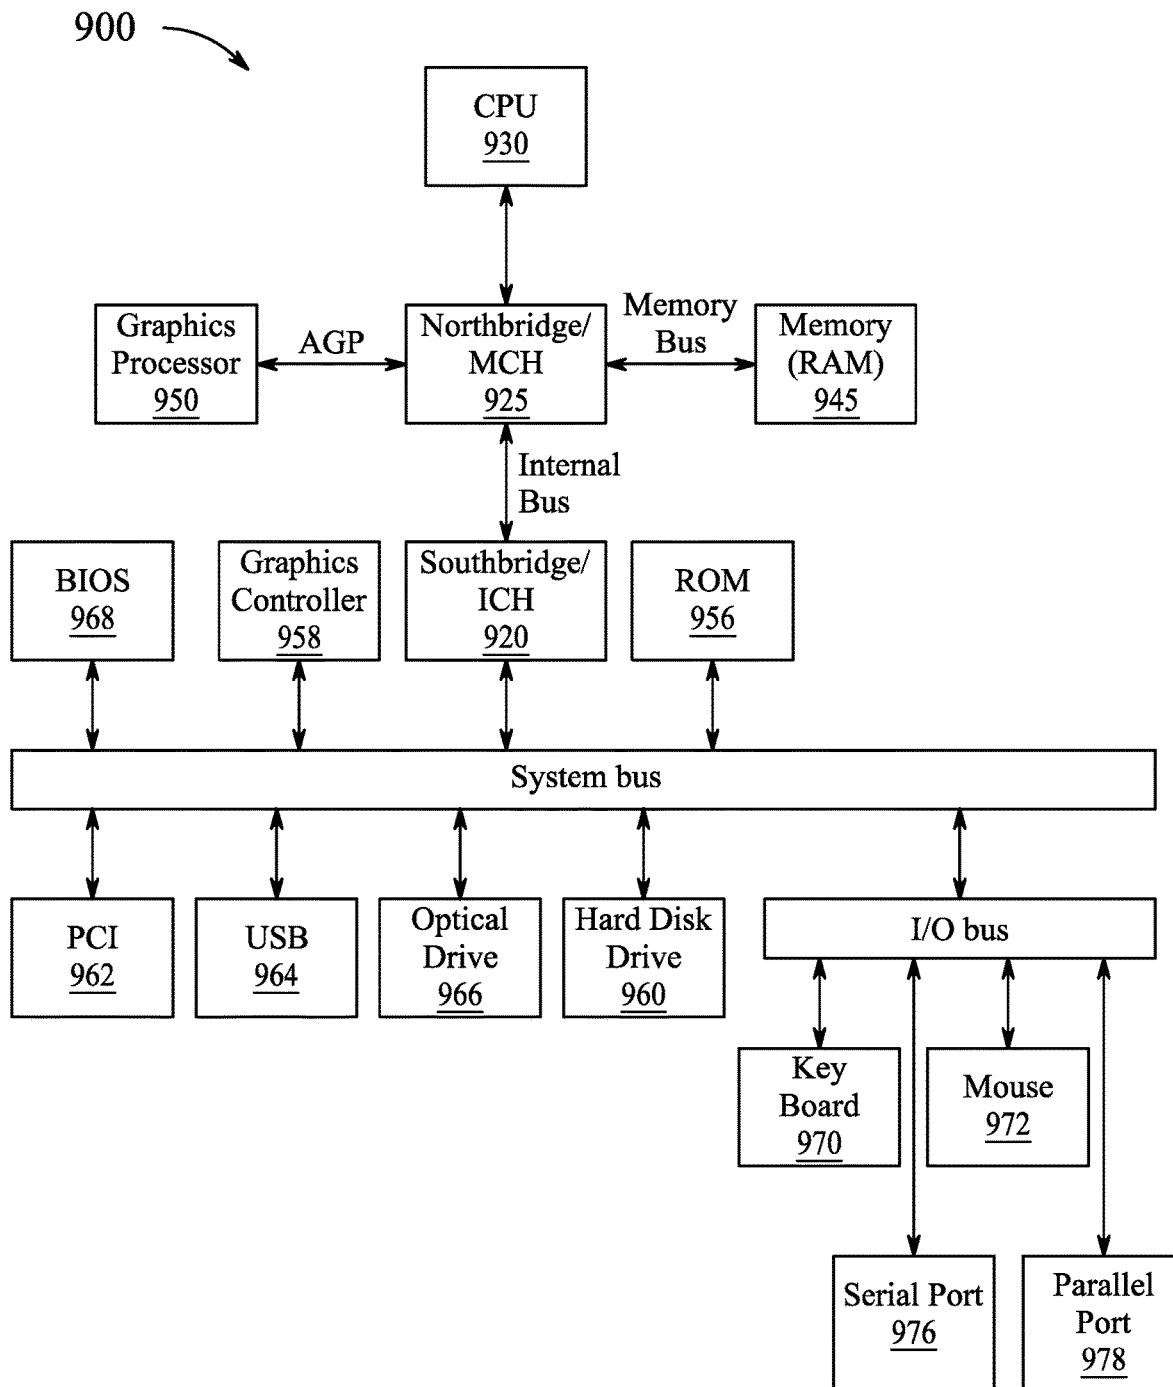 900
CPU
930
Graphics
Processor
950
AGP
Northbridge/
MCH
925
Memory
Bus
Memory
(RAM)
945
Internal
Bus
BIOS
968
Graphics
Controller
958
Southbridge/
ICH
920
ROM
956
System bus
PCI
962
USB
964
Optical
Drive
966
Hard Disk
Drive
960
I/O bus
Key
Board
970
Mouse
972
Serial Port
976
Parallel
Port
978